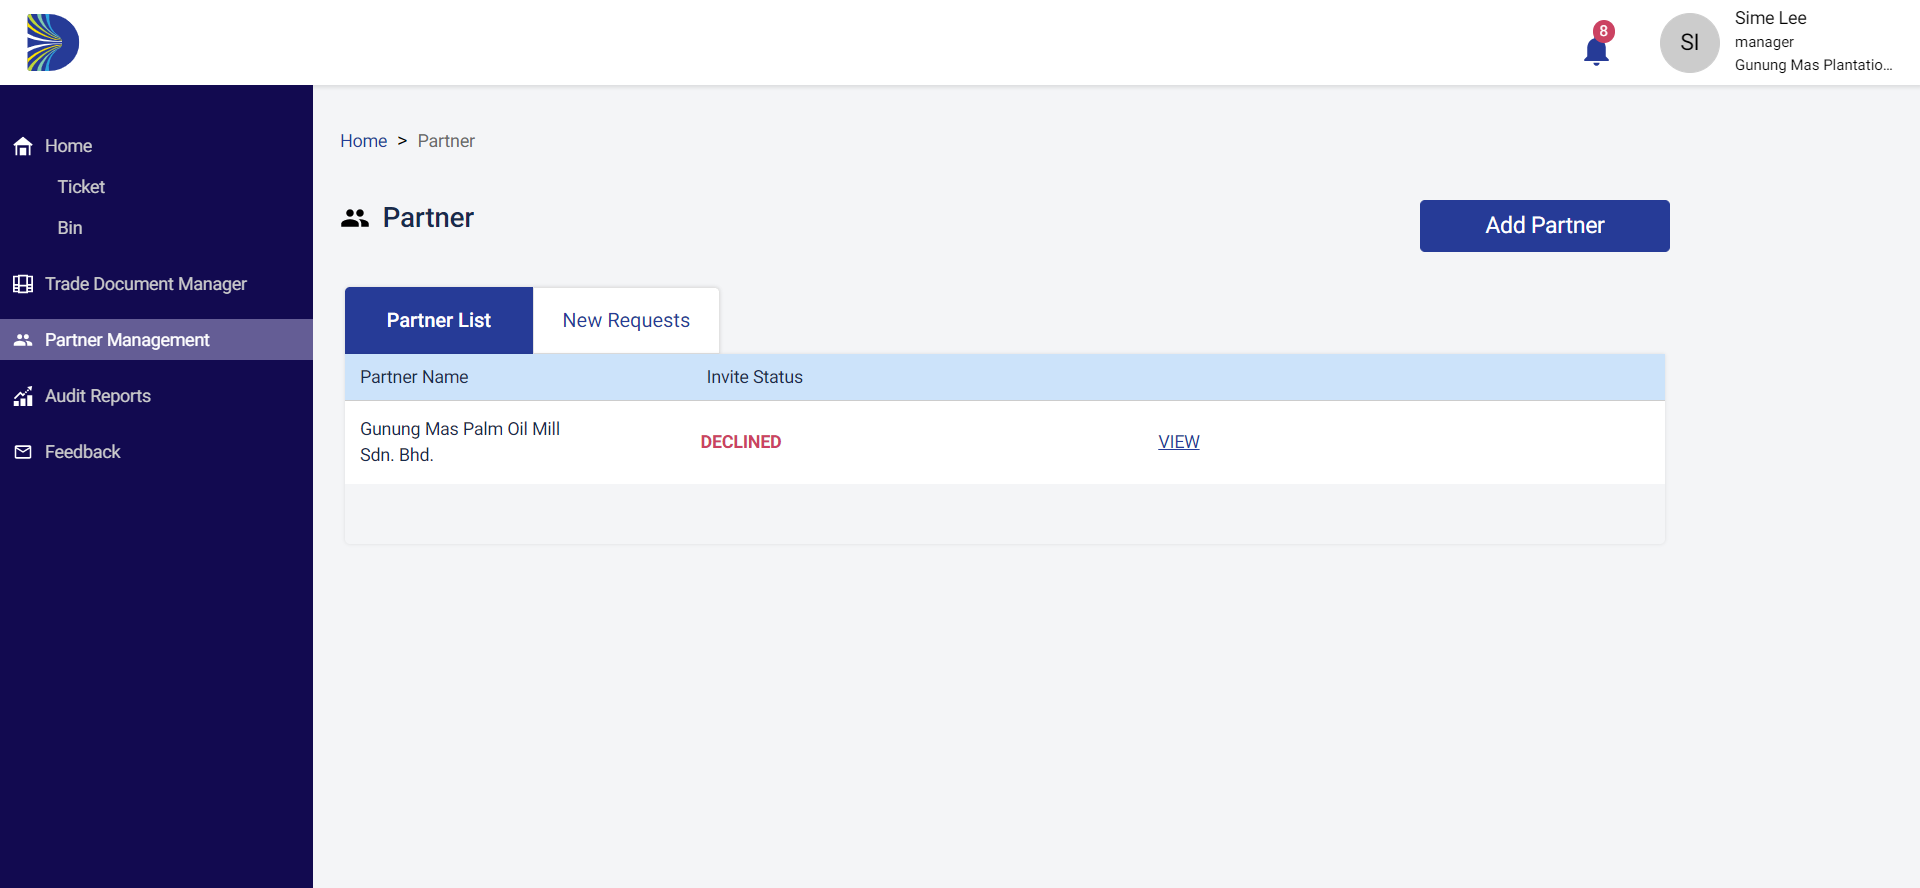 8
SI
Sime Lee
manager
Gunung Mas Plantatio...
Home
Ticket
Bin
Trade Document Manager
Partner Management
Audit Reports
Feedback
Home > Partner
Partner
Add Partner
Partner List
New Requests
Partner Name
Invite Status
Gunung Mas Palm Oil Mill
Sdn. Bhd.
DECLINED
VIEW